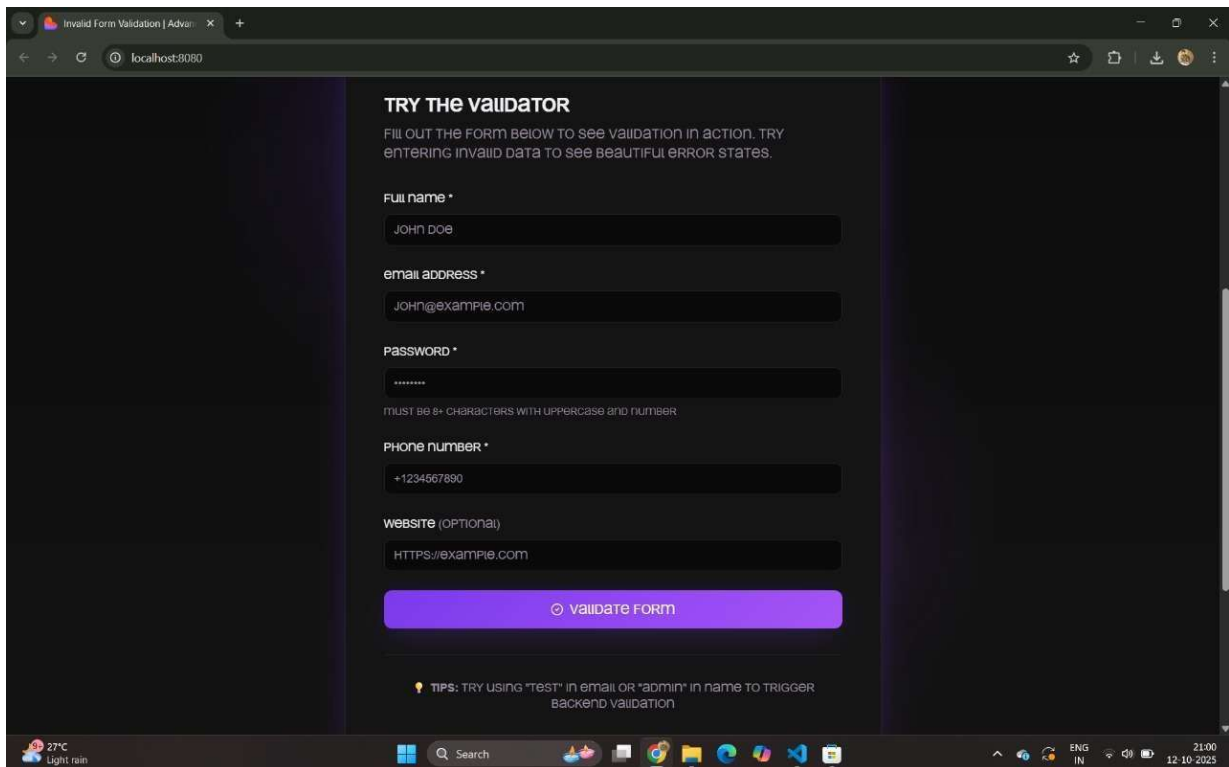 Invalid Form Validation | Advan
localhost:8080
Try the Validator
Fill out the form below to see validation in action. Try
entering invalid data to see beautiful error states.
Full Name *
John Doe
Email Address *
john@example.com
Password *
••••••••
Must be 8+ characters with uppercase and number
Phone Number *
+1234567890
Website (optional)
https://example.com
Validate Form
💡 Tips: Try using "test" in email or "admin" in name to trigger
backend validation
9+
27°C
Light rain
Search
ENG
IN
21:00
12-10-2025